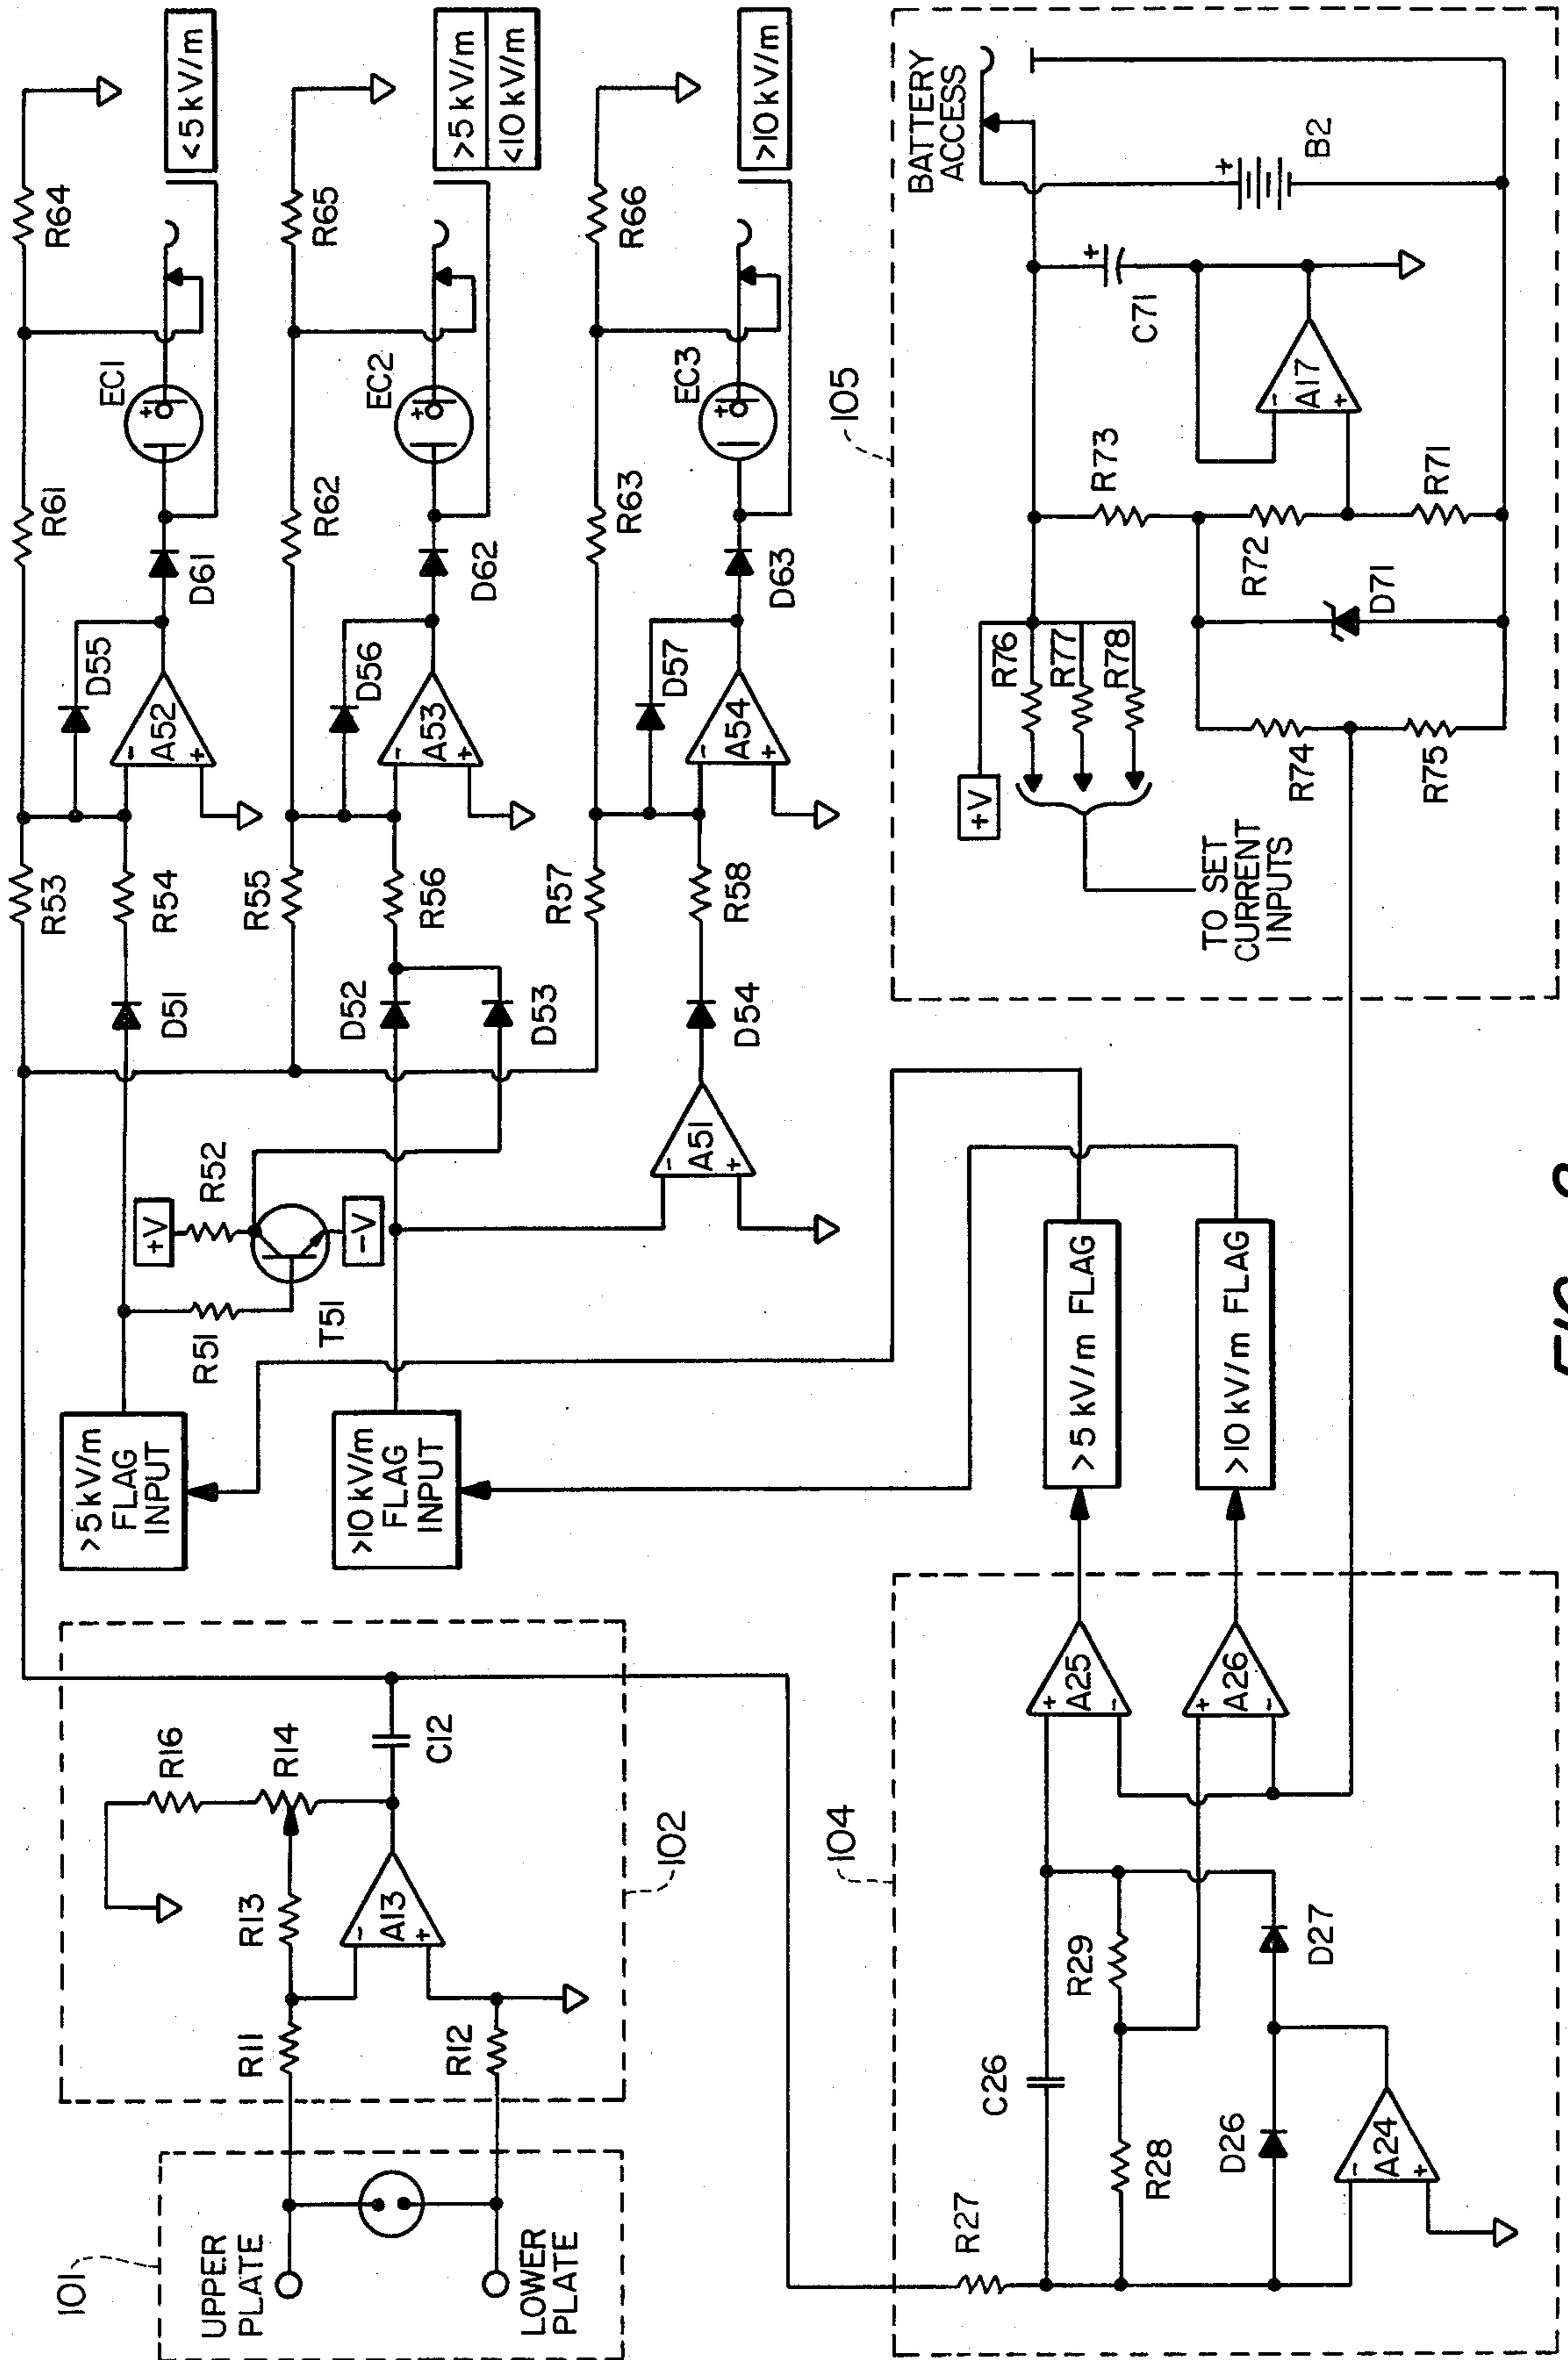 101
UPPER
PLATE
LOWER
PLATE
102
R11
R12
R13
R14
R16
A13
-
+
C12
>5 kV/m
FLAG
INPUT
>10 kV/m
FLAG
INPUT
R51
T51
+V
R52
-V
D51
D52
D53
D54
A51
-
+
R53
R54
R55
R56
R57
R58
D55
A52
-
+
D56
A53
-
+
D57
A54
-
+
D61
D62
D63
R61
R62
R63
EC1
+
EC2
+
EC3
+
R64
R65
R66
<5 kV/m
>5 kV/m
<10 kV/m
>10 kV/m
104
R27
C26
R28
R29
D26
D27
A24
-
+
A25
+
-
A26
+
-
>5 kV/m FLAG
>10 kV/m FLAG
105
+V
R76
R77
R78
TO SET
CURRENT
INPUTS
R74
R75
D71
R72
R73
R71
A17
-
+
C71
+
BATTERY
ACCESS
B2
+